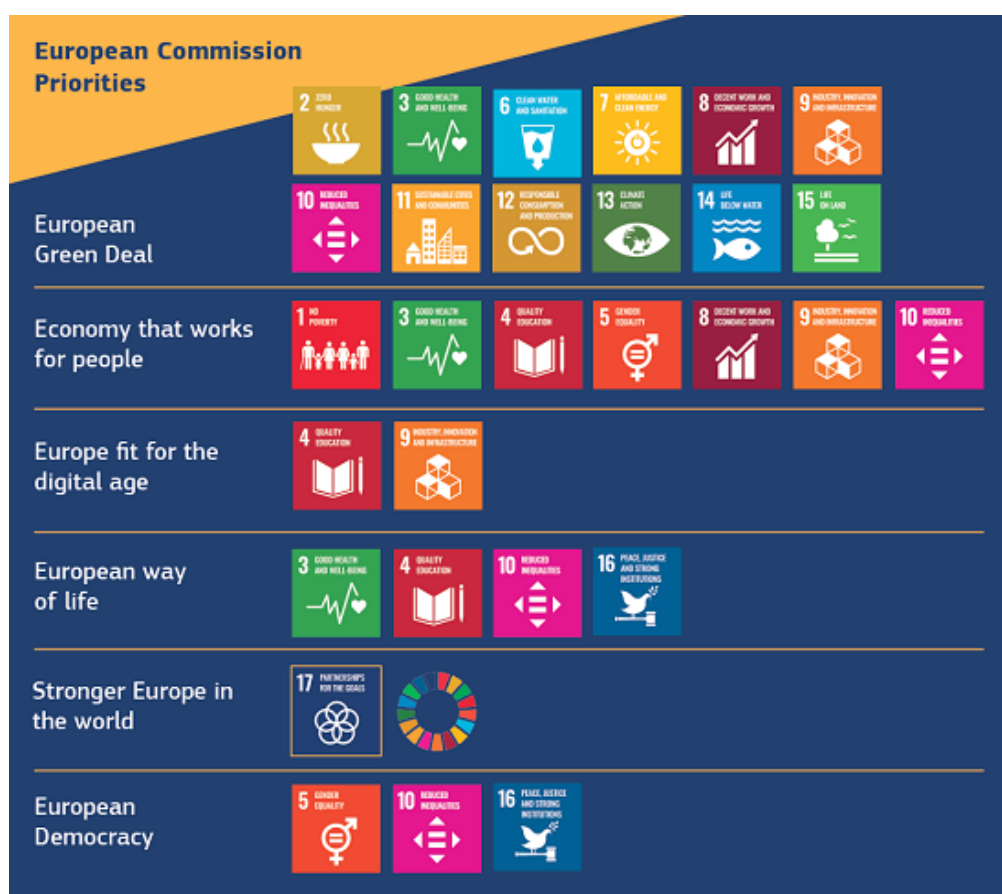 European Commission
Priorities
2 ZERO
HUNGER
3 GOOD HEALTH
AND WELL-BEING
6 CLEAN WATER
AND SANITATION
7 AFFORDABLE AND
CLEAN ENERGY
8 DECENT WORK AND
ECONOMIC GROWTH
9 INDUSTRY, INNOVATION
AND INFRASTRUCTURE
European
Green Deal
10 REDUCED
INEQUALITIES
11 SUSTAINABLE CITIES
AND COMMUNITIES
12 RESPONSIBLE
CONSUMPTION
AND PRODUCTION
13 CLIMATE
ACTION
14 LIFE
BELOW WATER
15 LIFE
ON LAND
Economy that works
for people
1 NO
POVERTY
3 GOOD HEALTH
AND WELL-BEING
4 QUALITY
EDUCATION
5 GENDER
EQUALITY
8 DECENT WORK AND
ECONOMIC GROWTH
9 INDUSTRY, INNOVATION
AND INFRASTRUCTURE
10 REDUCED
INEQUALITIES
Europe fit for the
digital age
4 QUALITY
EDUCATION
9 INDUSTRY, INNOVATION
AND INFRASTRUCTURE
European way
of life
3 GOOD HEALTH
AND WELL-BEING
4 QUALITY
EDUCATION
10 REDUCED
INEQUALITIES
16 PEACE, JUSTICE
AND STRONG
INSTITUTIONS
Stronger Europe in
the world
17 PARTNERSHIPS
FOR THE GOALS
European
Democracy
5 GENDER
EQUALITY
10 REDUCED
INEQUALITIES
16 PEACE, JUSTICE
AND STRONG
INSTITUTIONS